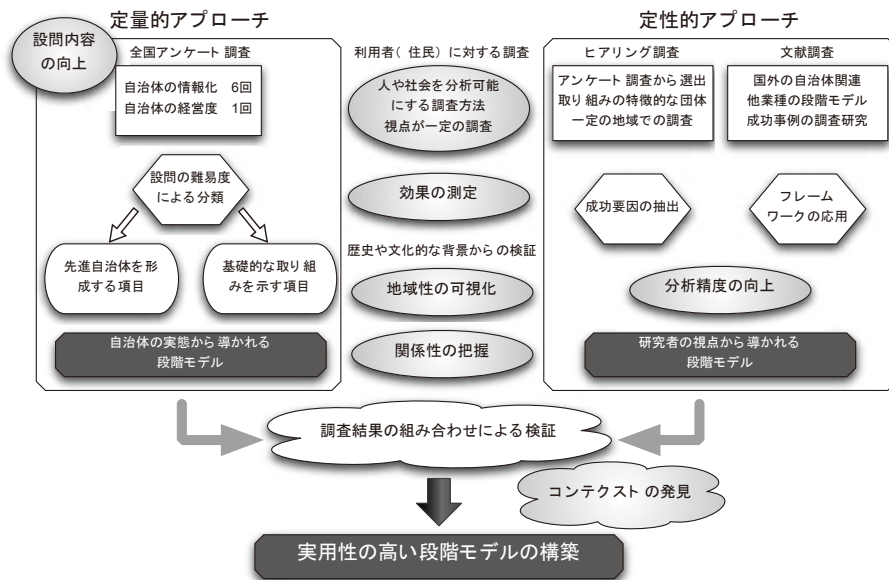 定量的アプローチ
設問内容
の向上
全国アンケート調査
自治体の情報化 6回
自治体の経営度 1回
設問の難易度
による分類
先進自治体を形
成する項目
基礎的な取り組
みを示す項目
自治体の実態から導かれる
段階モデル
利用者(住民)に対する調査
人や社会を分析可能
にする調査方法
視点が一定の調査
効果の測定
歴史や文化的な背景からの検証
地域性の可視化
関係性の把握
定性的アプローチ
ヒアリング調査
アンケート調査から選出
取り組みの特徴的な団体
一定の地域での調査
文献調査
国外の自治体関連
他業種の段階モデル
成功事例の調査研究
成功要因の抽出
フレーム
ワークの応用
分析精度の向上
研究者の視点から導かれる
段階モデル
調査結果の組み合わせによる検証
コンテクストの発見
実用性の高い段階モデルの構築